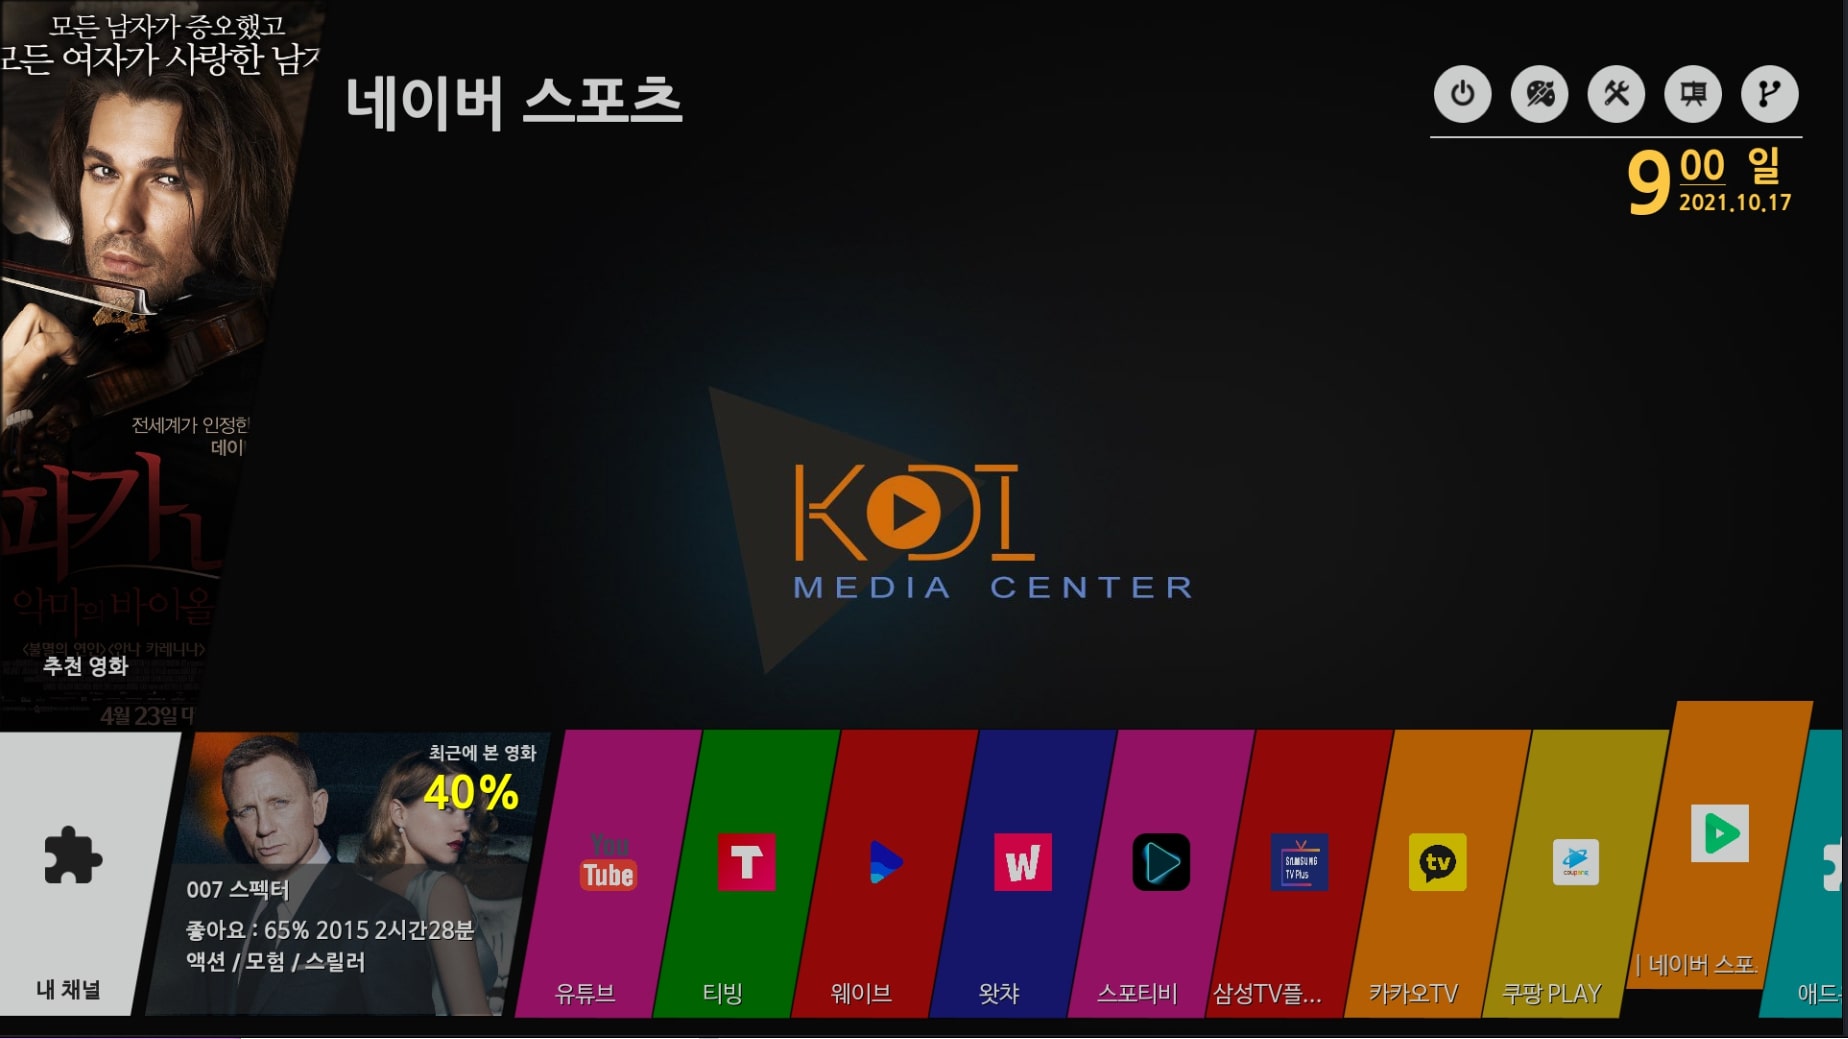 모든 남자가 증오했고
모든 여자가 사랑한 남자
네이버 스포츠
9 00 일
2021.10.17
전세계가 인정한
데이
파가니
악마의 바이올
<불멸의 연인><안나 카레니나>
추천 영화
4월 23일 대
KODI
MEDIA CENTER
최근에 본 영화
40%
007 스펙터
좋아요 : 65% 2015 2시간28분
액션 / 모험 / 스릴러
내 채널
You
Tube
유튜브
T
티빙
웨이브
W
왓챠
스포티비
SAMSUNG
TV Plus
삼성TV플...
tv
카카오TV
coupang
쿠팡 PLAY
| 네이버 스포
애드